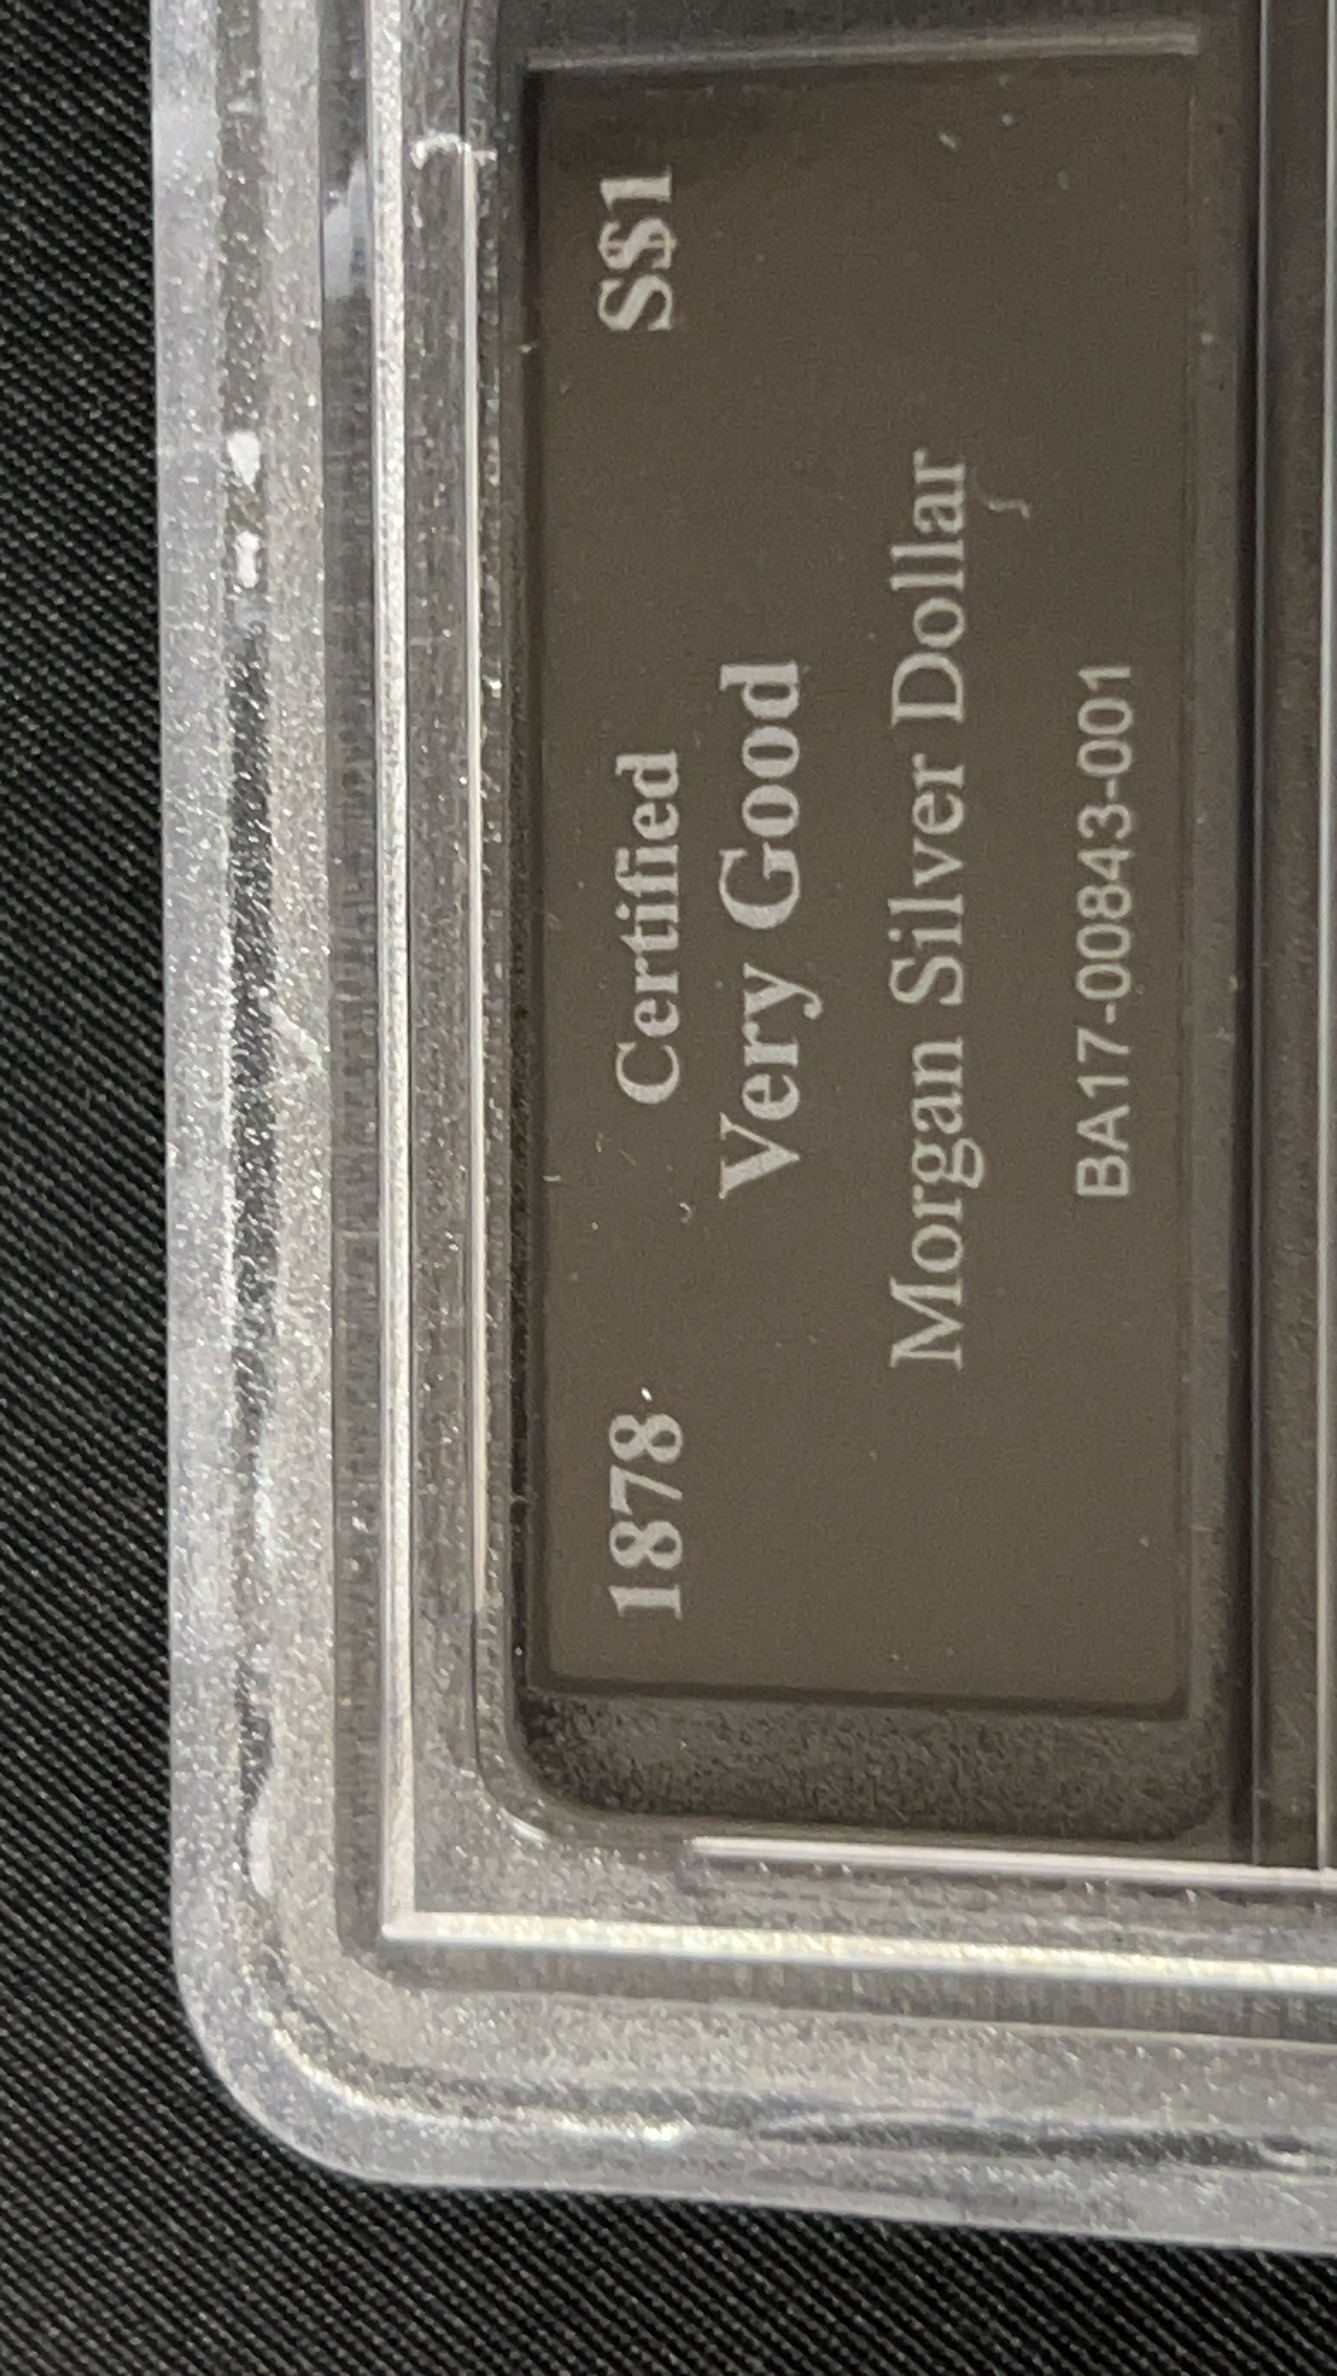 1878 Certified S$1
Very Good
Morgan Silver Dollar
BA17-00843-001